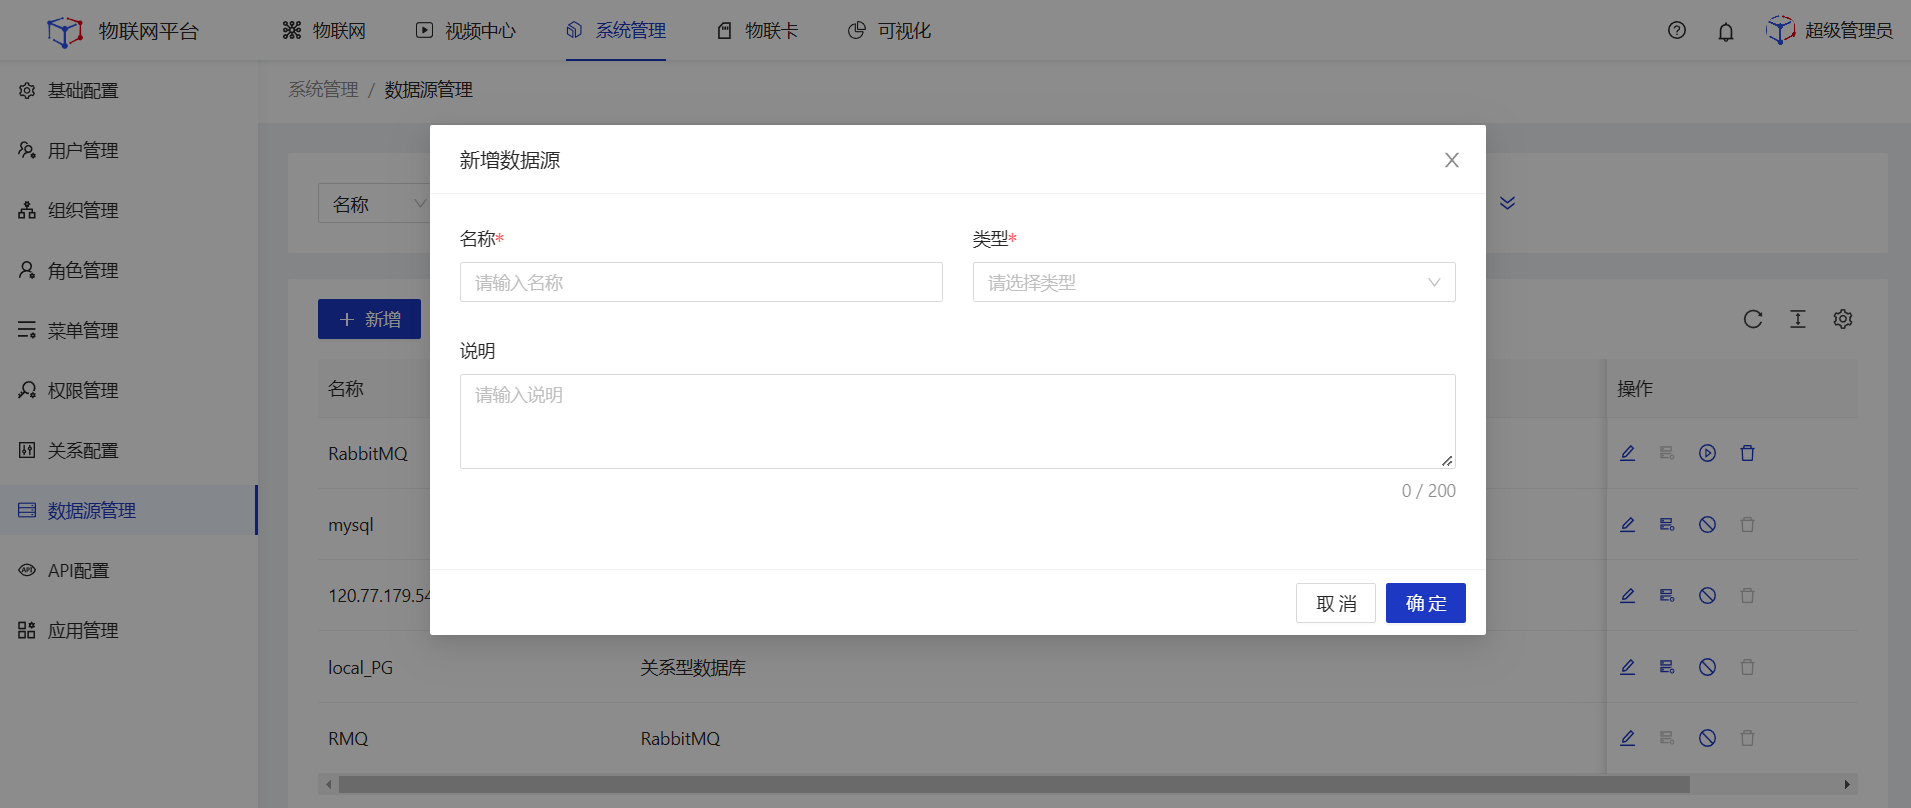 物联网平台
物联网
视频中心
系统管理
物联卡
可视化
超级管理员
基础配置
用户管理
组织管理
角色管理
菜单管理
权限管理
关系配置
数据源管理
API配置
应用管理
系统管理 / 数据源管理
名称
新增
名称
操作
RabbitMQ
mysql
120.77.179.54
local_PG
关系型数据库
RMQ
RabbitMQ
新增数据源
名称*
类型*
请输入名称
请选择类型
说明
请输入说明
0 / 200
取 消
确 定